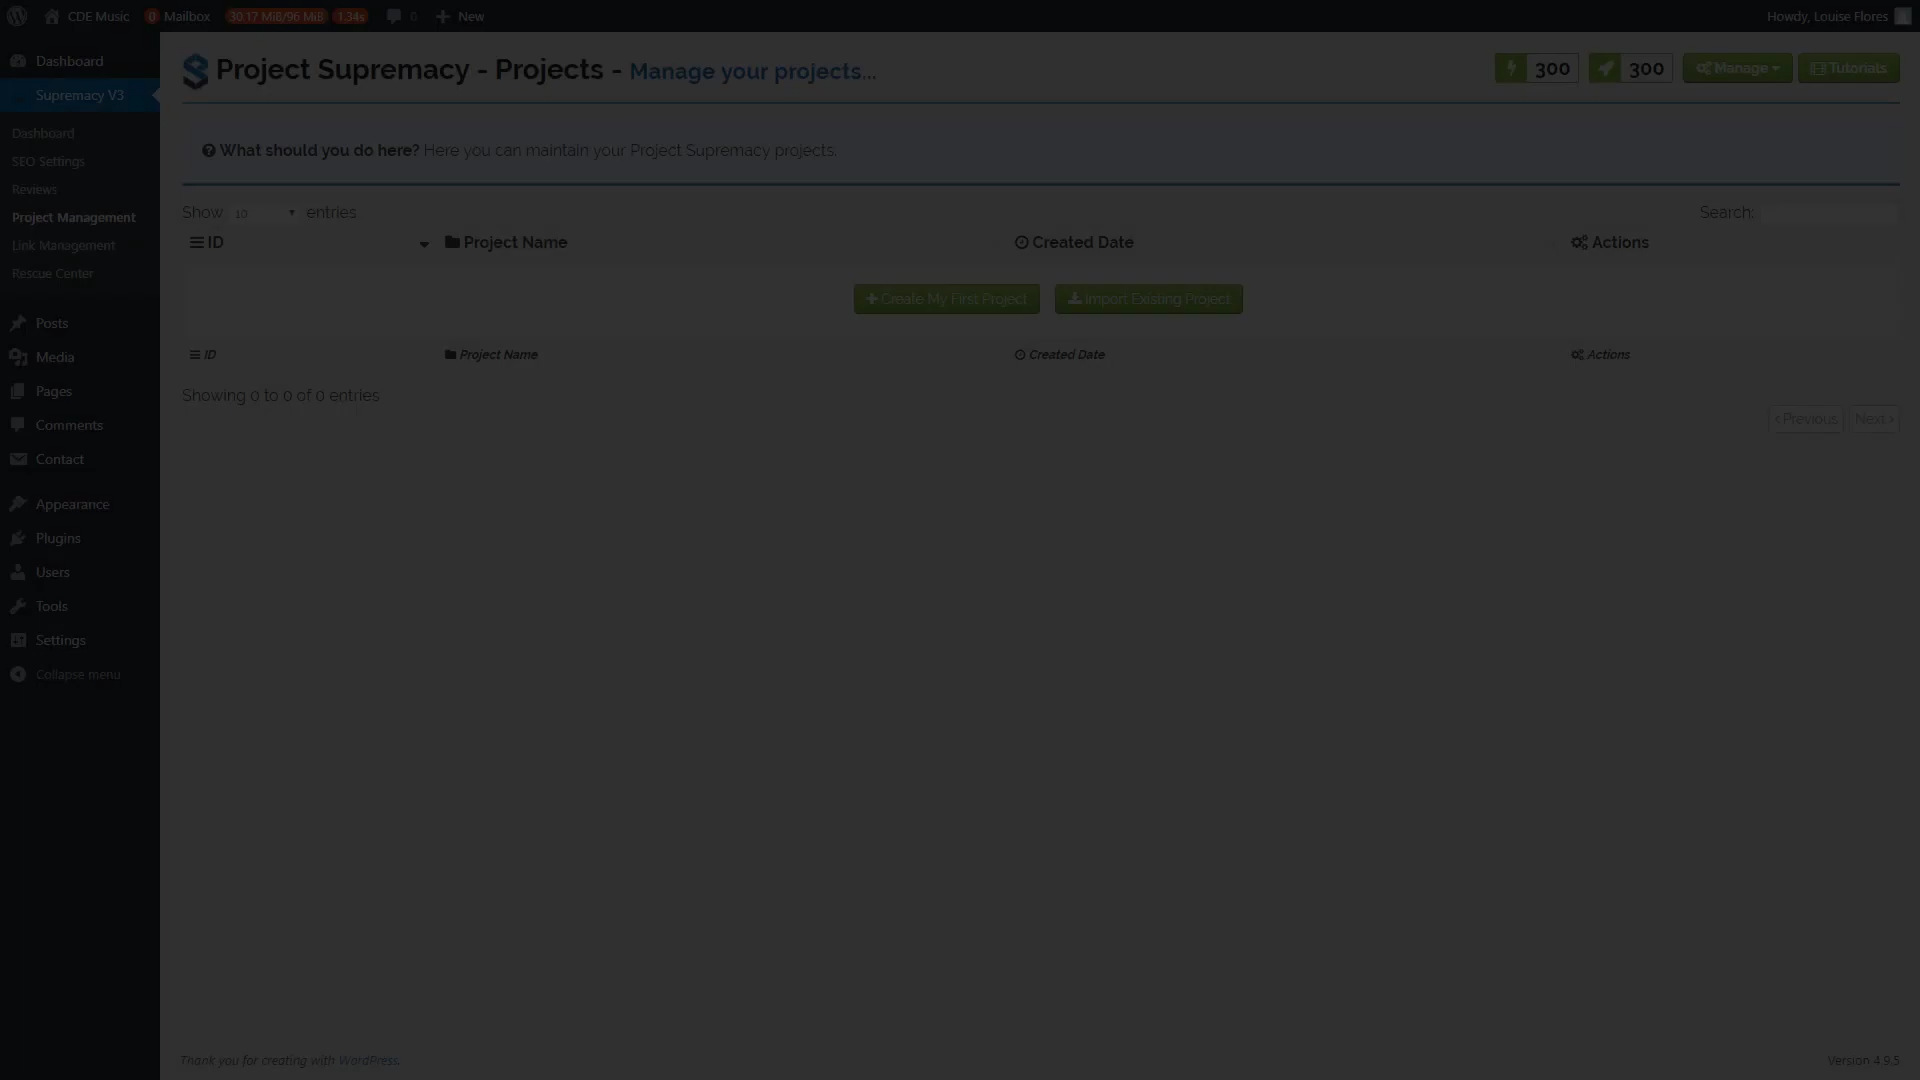 CDE Music 0 Mailbox 30.17 MiB/96 MiB 1.34s 0 New Howdy, Louise Flores
Dashboard
Supremacy V3
Dashboard
SEO Settings
Reviews
Project Management
Link Management
Rescue Center
Posts
Media
Pages
Comments
Contact
Appearance
Plugins
Users
Tools
Settings
Collapse menu
Project Supremacy - Projects - Manage your projects...
300 300 Manage Tutorials
What should you do here? Here you can maintain your Project Supremacy projects.
Show 10 entries Search:
ID Project Name Created Date Actions
Create My First Project Import Existing Project
ID Project Name Created Date Actions
Showing 0 to 0 of 0 entries
‹ Previous Next ›
Thank you for creating with WordPress. Version 4.9.5